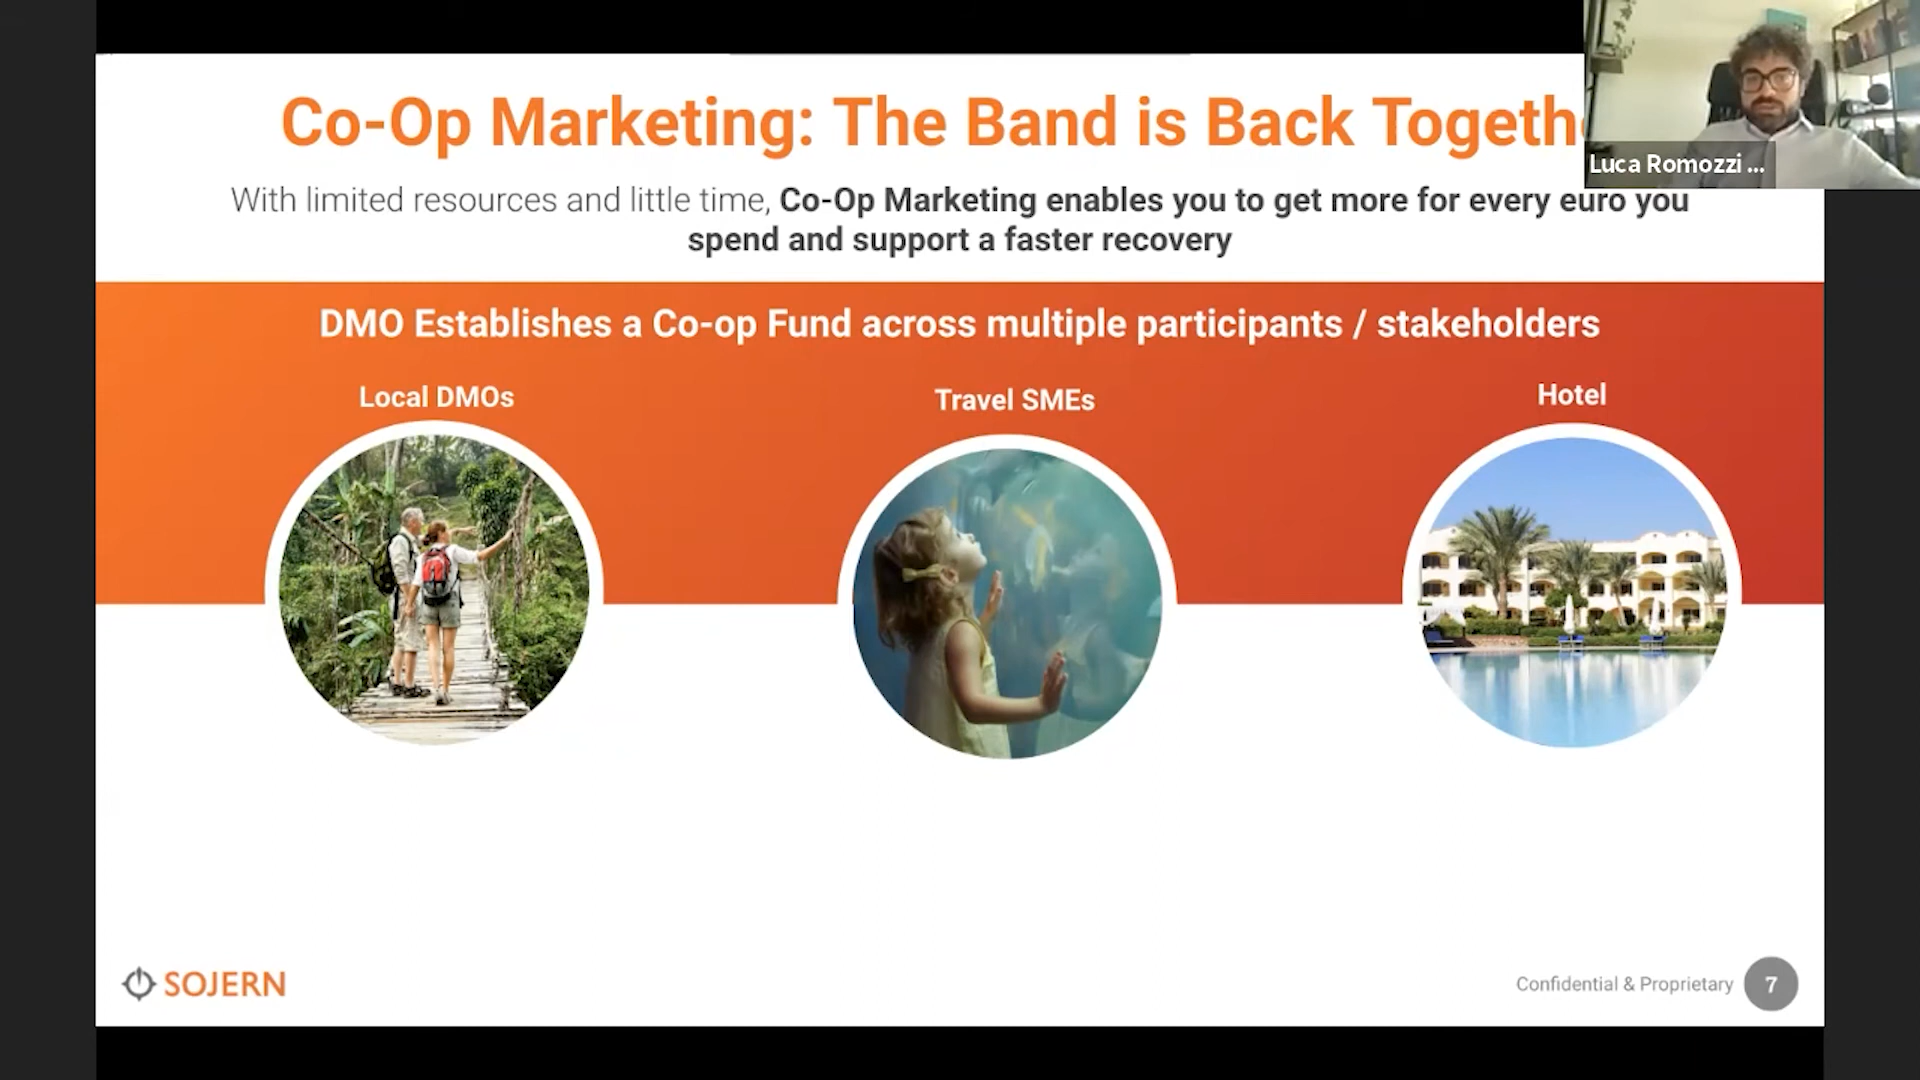 Co-Op Marketing: The Band is Back Togeth
Luca Romozzi ...
With limited resources and little time, Co-Op Marketing enables you to get more for every euro you
spend and support a faster recovery
DMO Establishes a Co-op Fund across multiple participants / stakeholders
Local DMOs
Travel SMEs
Hotel
SOJERN
Confidential & Proprietary
7